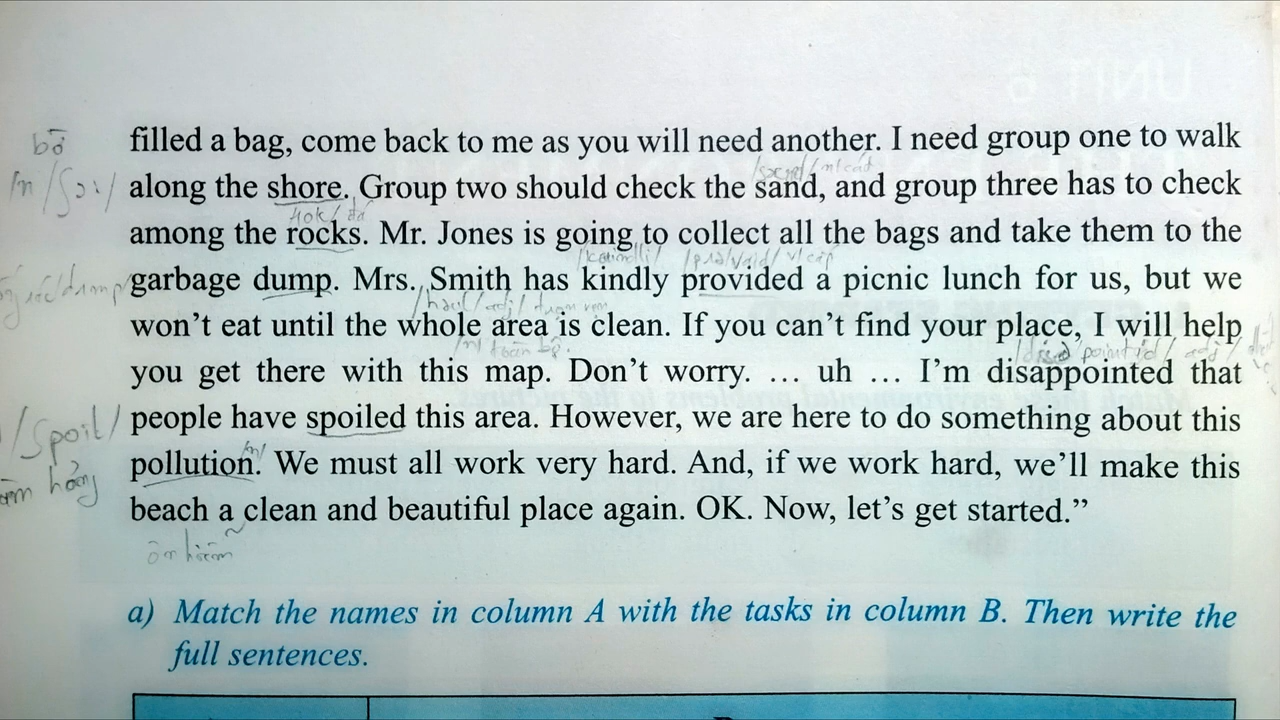 filled a bag, come back to me as you will need another. I need group one to walk
bờ
along the shore. Group two should check the sand, and group three has to check
/n /ʃɔ:/
among the rocks. Mr. Jones is going to collect all the bags and take them to the
garbage dump. Mrs. Smith has kindly provided a picnic lunch for us, but we
won’t eat until the whole area is clean. If you can’t find your place, I will help
you get there with this map. Don’t worry. … uh … I’m disappointed that
people have spoiled this area. However, we are here to do something about this
/spoil/
pollution. We must all work very hard. And, if we work hard, we’ll make this
/n/
hỏng
beach a clean and beautiful place again. OK. Now, let’s get started.”
ô nhiễm
a) Match the names in column A with the tasks in column B. Then write the
full sentences.